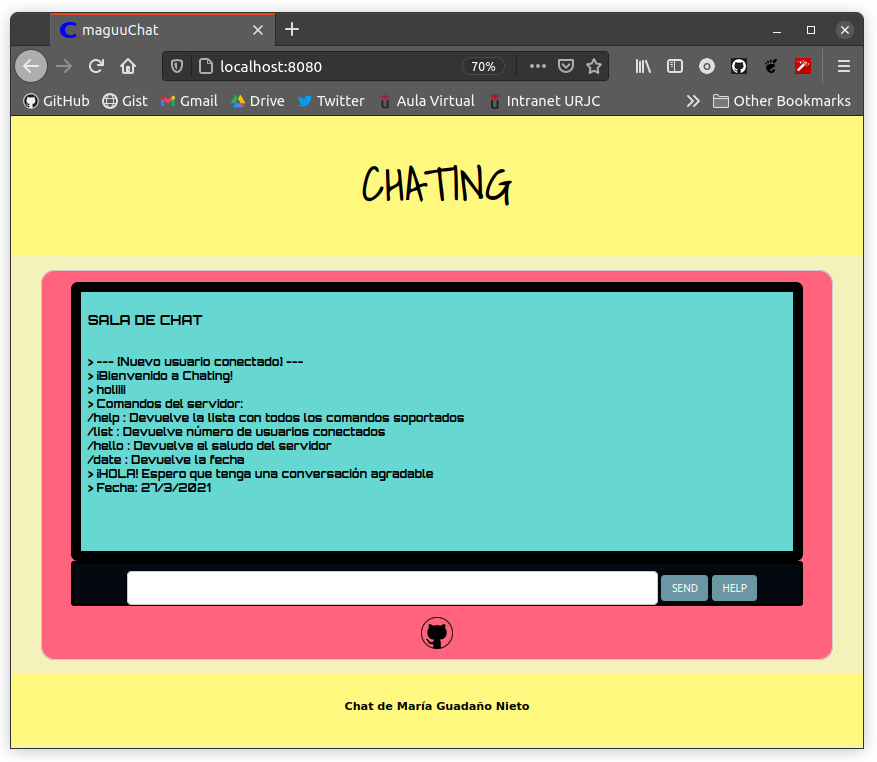 maguuChat
localhost:8080
70%
GitHub
Gist
Gmail
Drive
Twitter
Aula Virtual
Intranet URJC
Other Bookmarks
CHATING
SALA DE CHAT
> --- [Nuevo usuario conectado] ---
> ¡Bienvenido a Chating!
> holiiii
> Comandos del servidor:
/help : Devuelve la lista con todos los comandos soportados
/list : Devuelve número de usuarios conectados
/hello : Devuelve el saludo del servidor
/date : Devuelve la fecha
> ¡HOLA! Espero que tenga una conversación agradable
> Fecha: 27/3/2021
SEND
HELP
Chat de María Guadaño Nieto